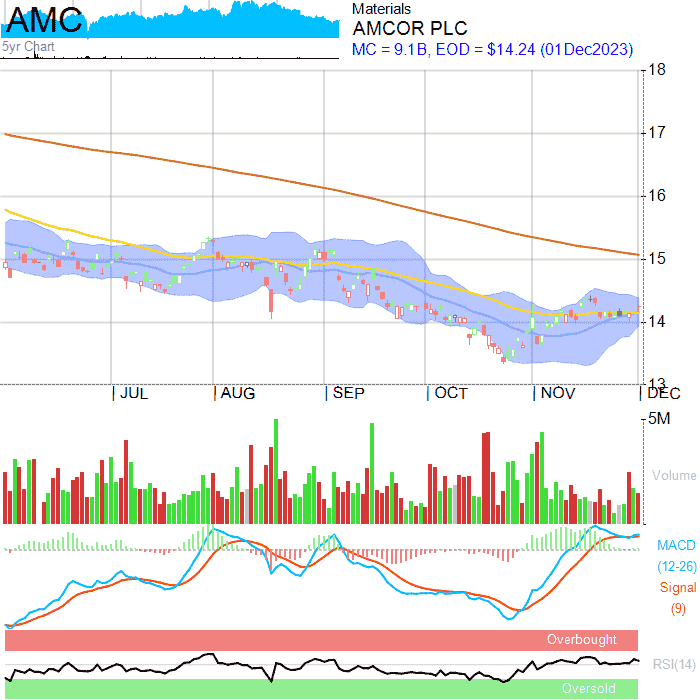 AMC
5yr Chart
Materials
AMCOR PLC
MC = 9.1B, EOD = $14.24 (01Dec2023)
18
17
16
15
14
13
JUL AUG SEP OCT NOV DEC
5M
Volume
MACD
(12-26)
Signal
(9)
Overbought
RSI(14)
Oversold